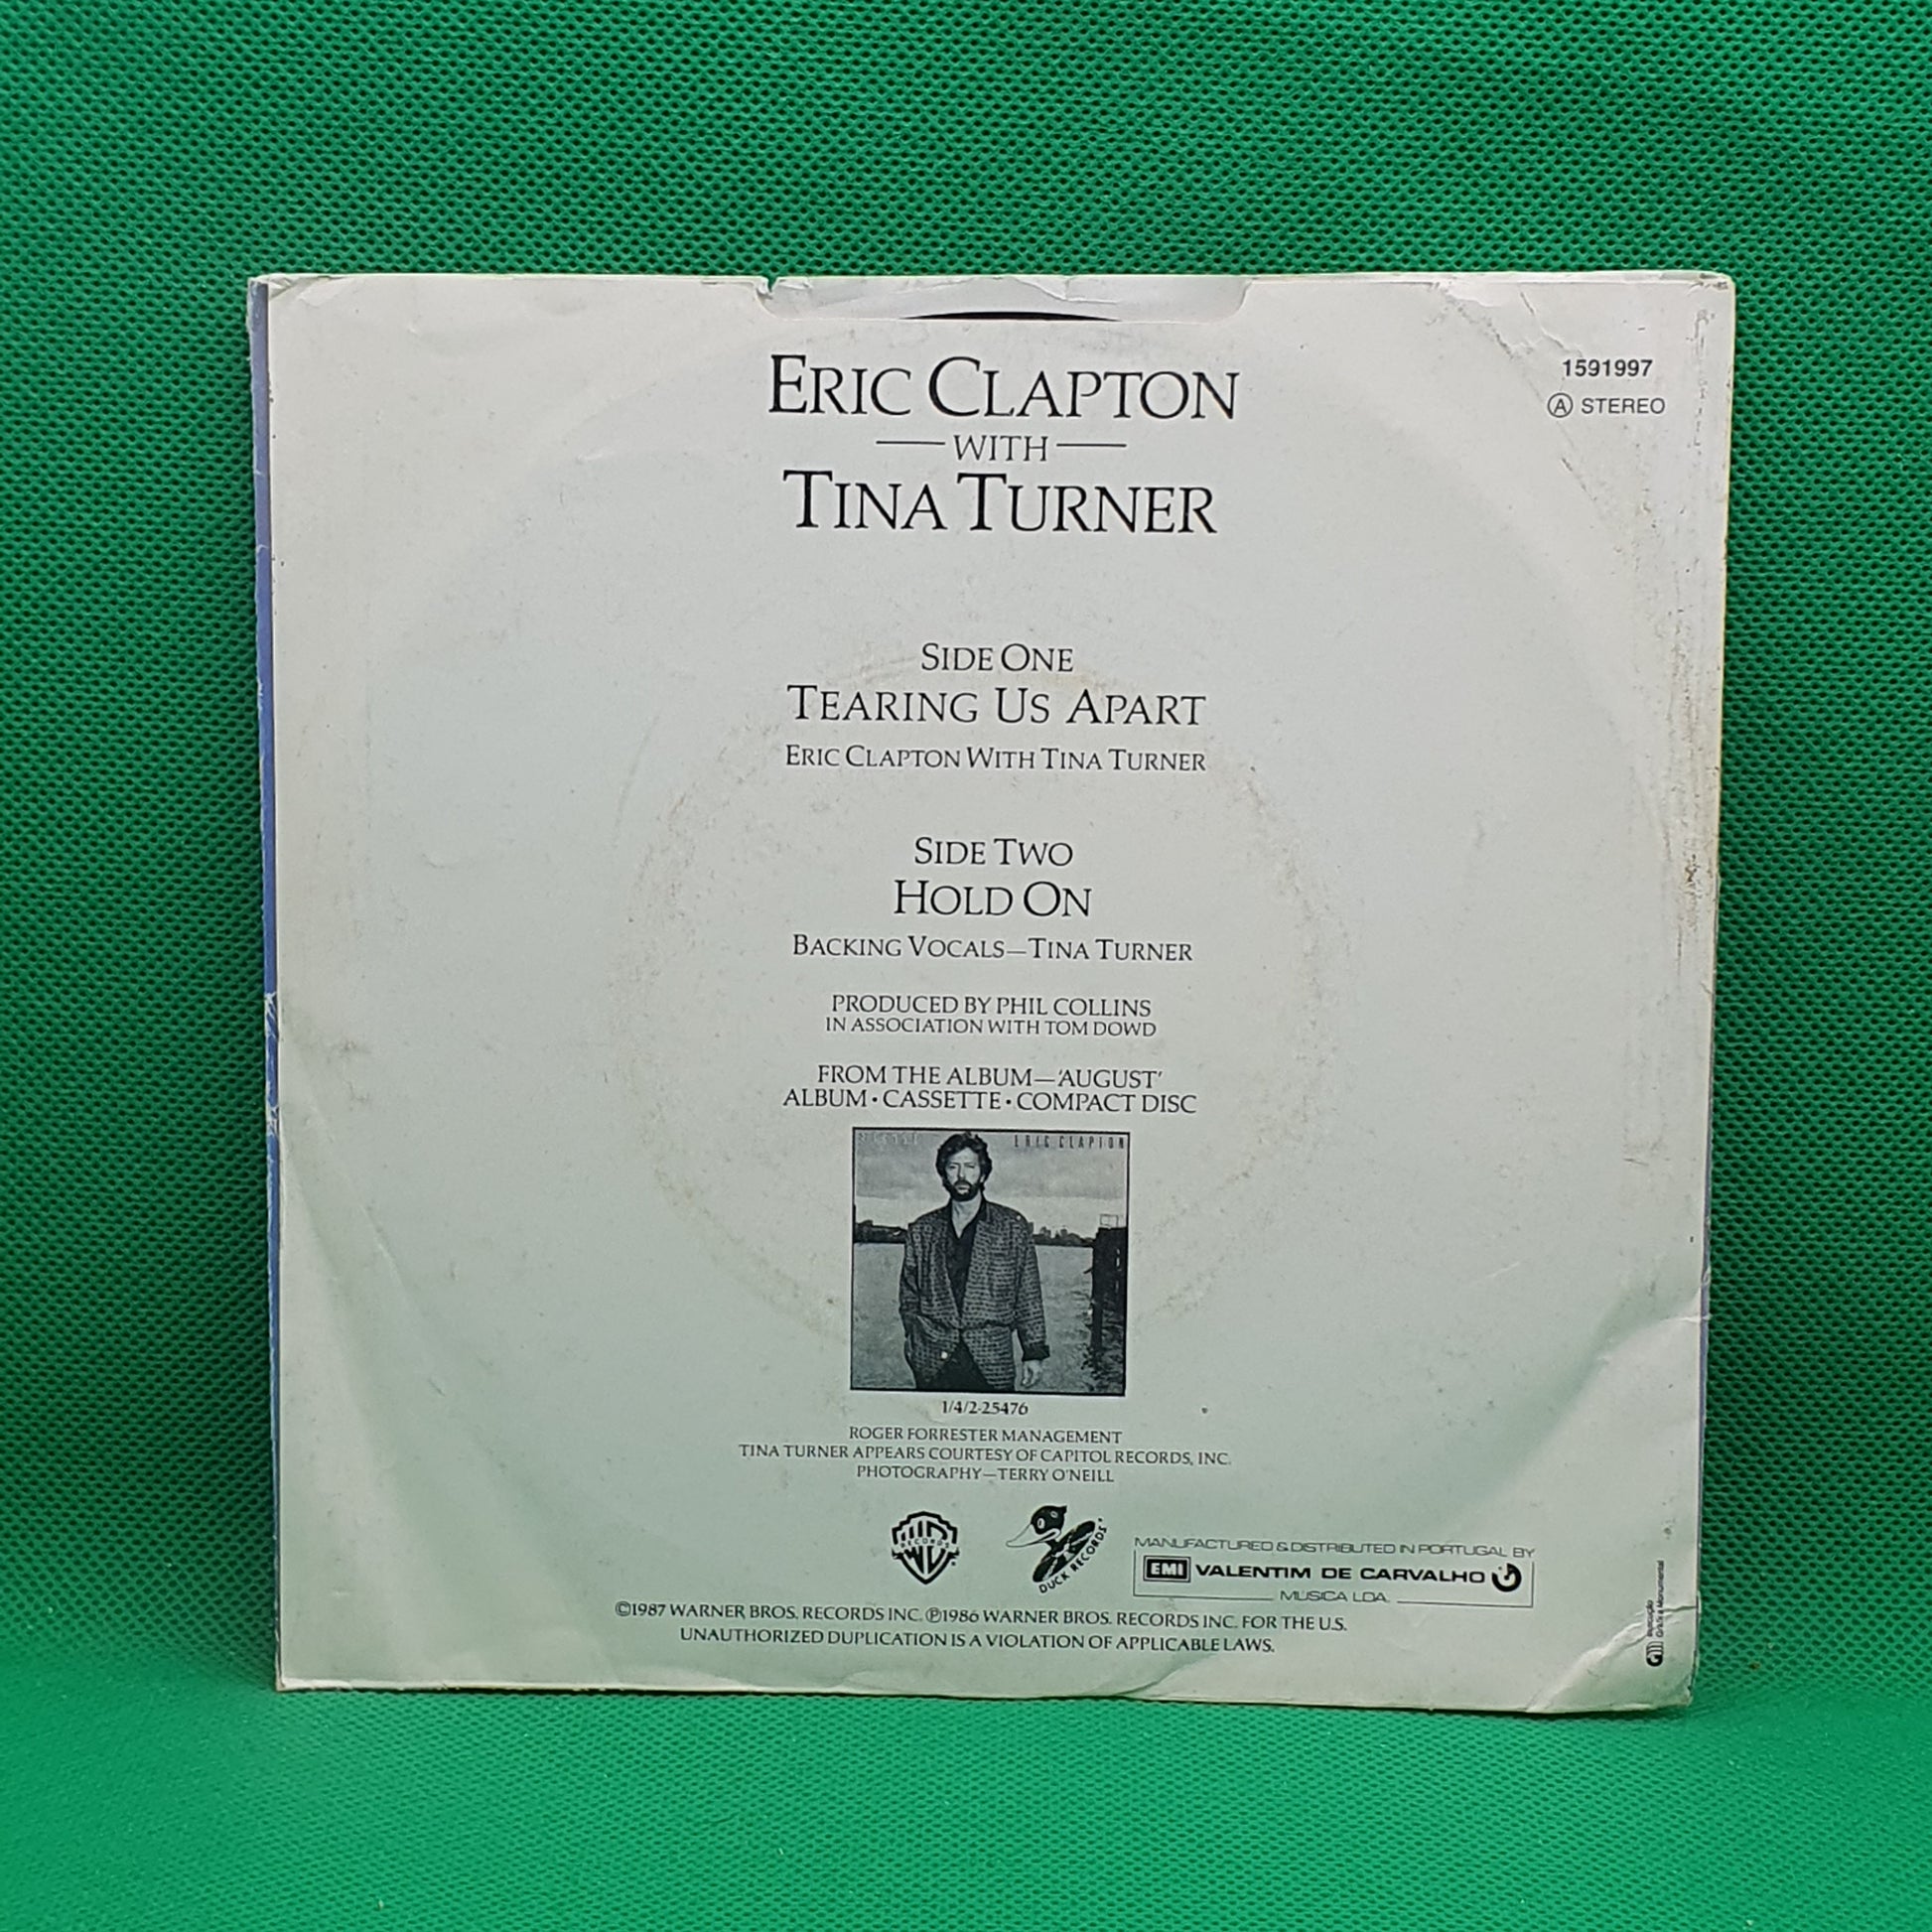 ERIC CLAPTON
WITH
TINA TURNER
1591997
Ⓐ STEREO
SIDE ONE
TEARING US APART
ERIC CLAPTON WITH TINA TURNER
SIDE TWO
HOLD ON
BACKING VOCALS—TINA TURNER
PRODUCED BY PHIL COLLINS
IN ASSOCIATION WITH TOM DOWD
FROM THE ALBUM—'AUGUST'
ALBUM • CASSETTE • COMPACT DISC
ERIC CLAPTON
1/4/2-25476
ROGER FORRESTER MANAGEMENT
TINA TURNER APPEARS COURTESY OF CAPITOL RECORDS, INC.
PHOTOGRAPHY—TERRY O'NEILL
RECORDS
DUCK RECORDS
MANUFACTURED & DISTRIBUTED IN PORTUGAL BY
EMI VALENTIM DE CARVALHO
MÚSICA LDA.
©1987 WARNER BROS. RECORDS INC. ℗1986 WARNER BROS. RECORDS INC. FOR THE U.S.
UNAUTHORIZED DUPLICATION IS A VIOLATION OF APPLICABLE LAWS.